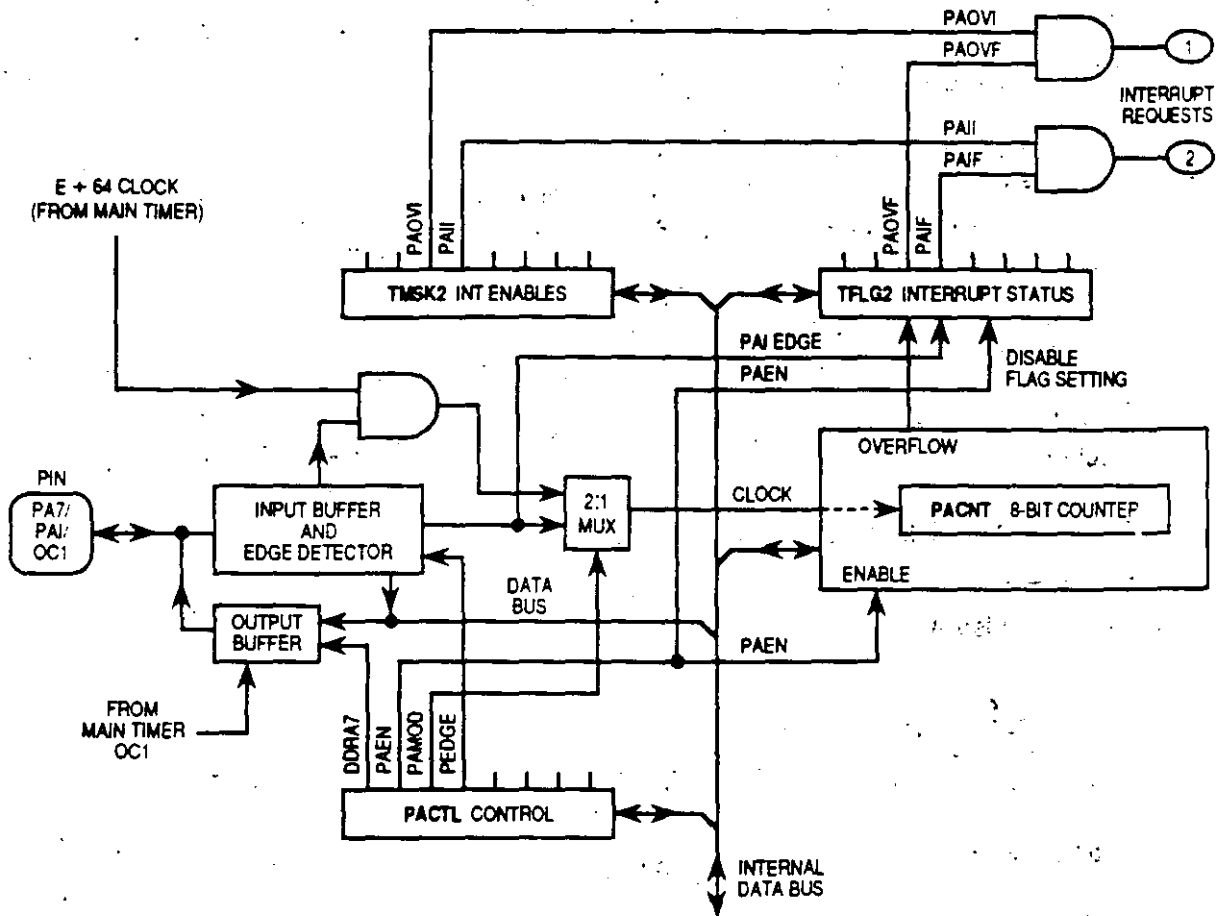 PAOVI
PAOVF
1
INTERRUPT
REQUESTS
PAII
PAIF
2
E + 64 CLOCK
(FROM MAIN TIMER)
PAOVI
PAII
PAOVF
PAIF
TMSK2 INT ENABLES
TFLG2 INTERRUPT STATUS
PAI EDGE
PAEN
DISABLE
FLAG SETTING
OVERFLOW
PIN
PA7/
PAI/
OC1
INPUT BUFFER
AND
EDGE DETECTOR
2:1
MUX
CLOCK
PACNT 8-BIT COUNTER
ENABLE
DATA
BUS
OUTPUT
BUFFER
PAEN
FROM
MAIN TIMER
OC1
DDRA7
PAEN
PAMOD
PEDGE
PACTL CONTROL
INTERNAL
DATA BUS